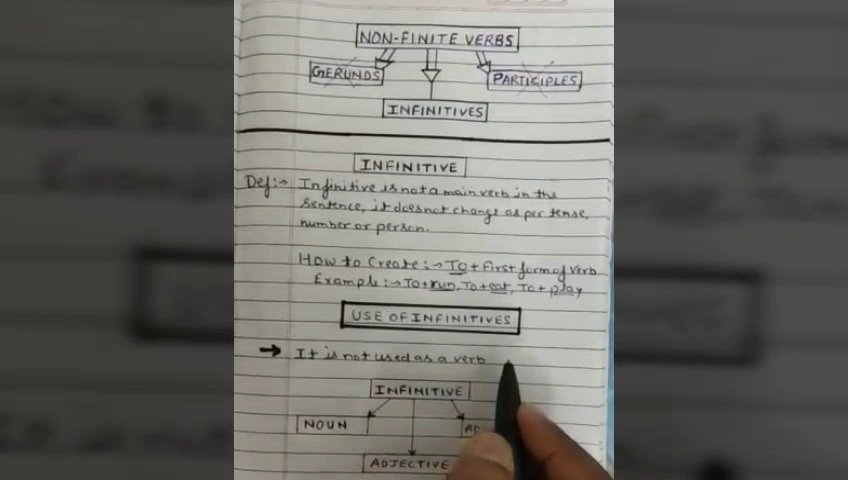 NON-FINITE VERBS
GERUNDS
PARTICIPLES
INFINITIVES
INFINITIVE
Def:→ Infinitive is not a main verb in the
sentence, it does not change as per tense,
number or person.
How to Create:→ To + First form of Verb
Example:→ To+run, To+eat, To+play
USE OF INFINITIVES
→ It is not used as a verb
INFINITIVE
NOUN
ADJECTIVE